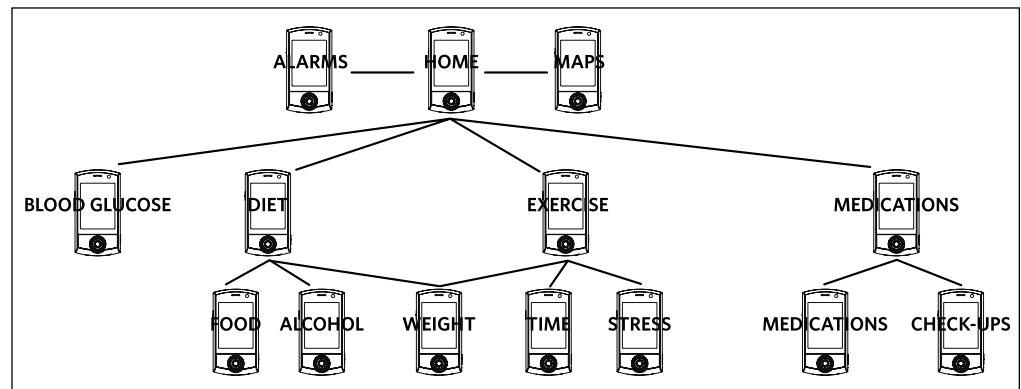 ALARMS
HOME
MAPS
BLOOD GLUCOSE
DIET
EXERCISE
MEDICATIONS
FOOD
ALCOHOL
WEIGHT
TIME
STRESS
MEDICATIONS
CHECK-UPS